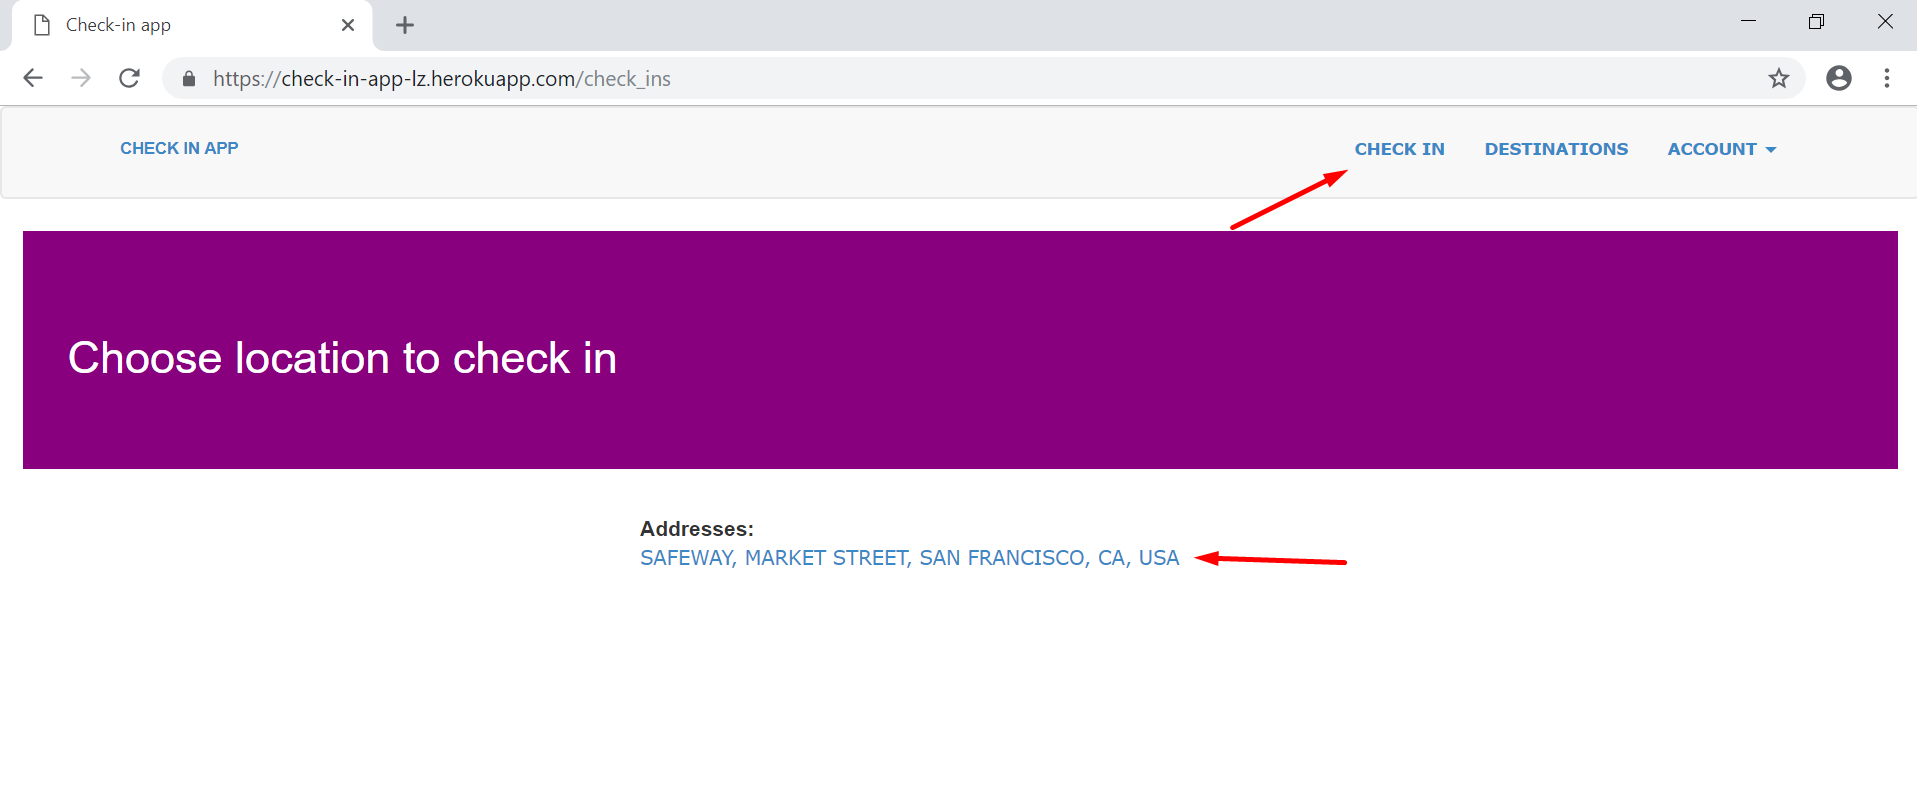 Check-in app
https://check-in-app-lz.herokuapp.com/check_ins
CHECK IN APP
CHECK IN
DESTINATIONS
ACCOUNT
Choose location to check in
Addresses:
SAFEWAY, MARKET STREET, SAN FRANCISCO, CA, USA